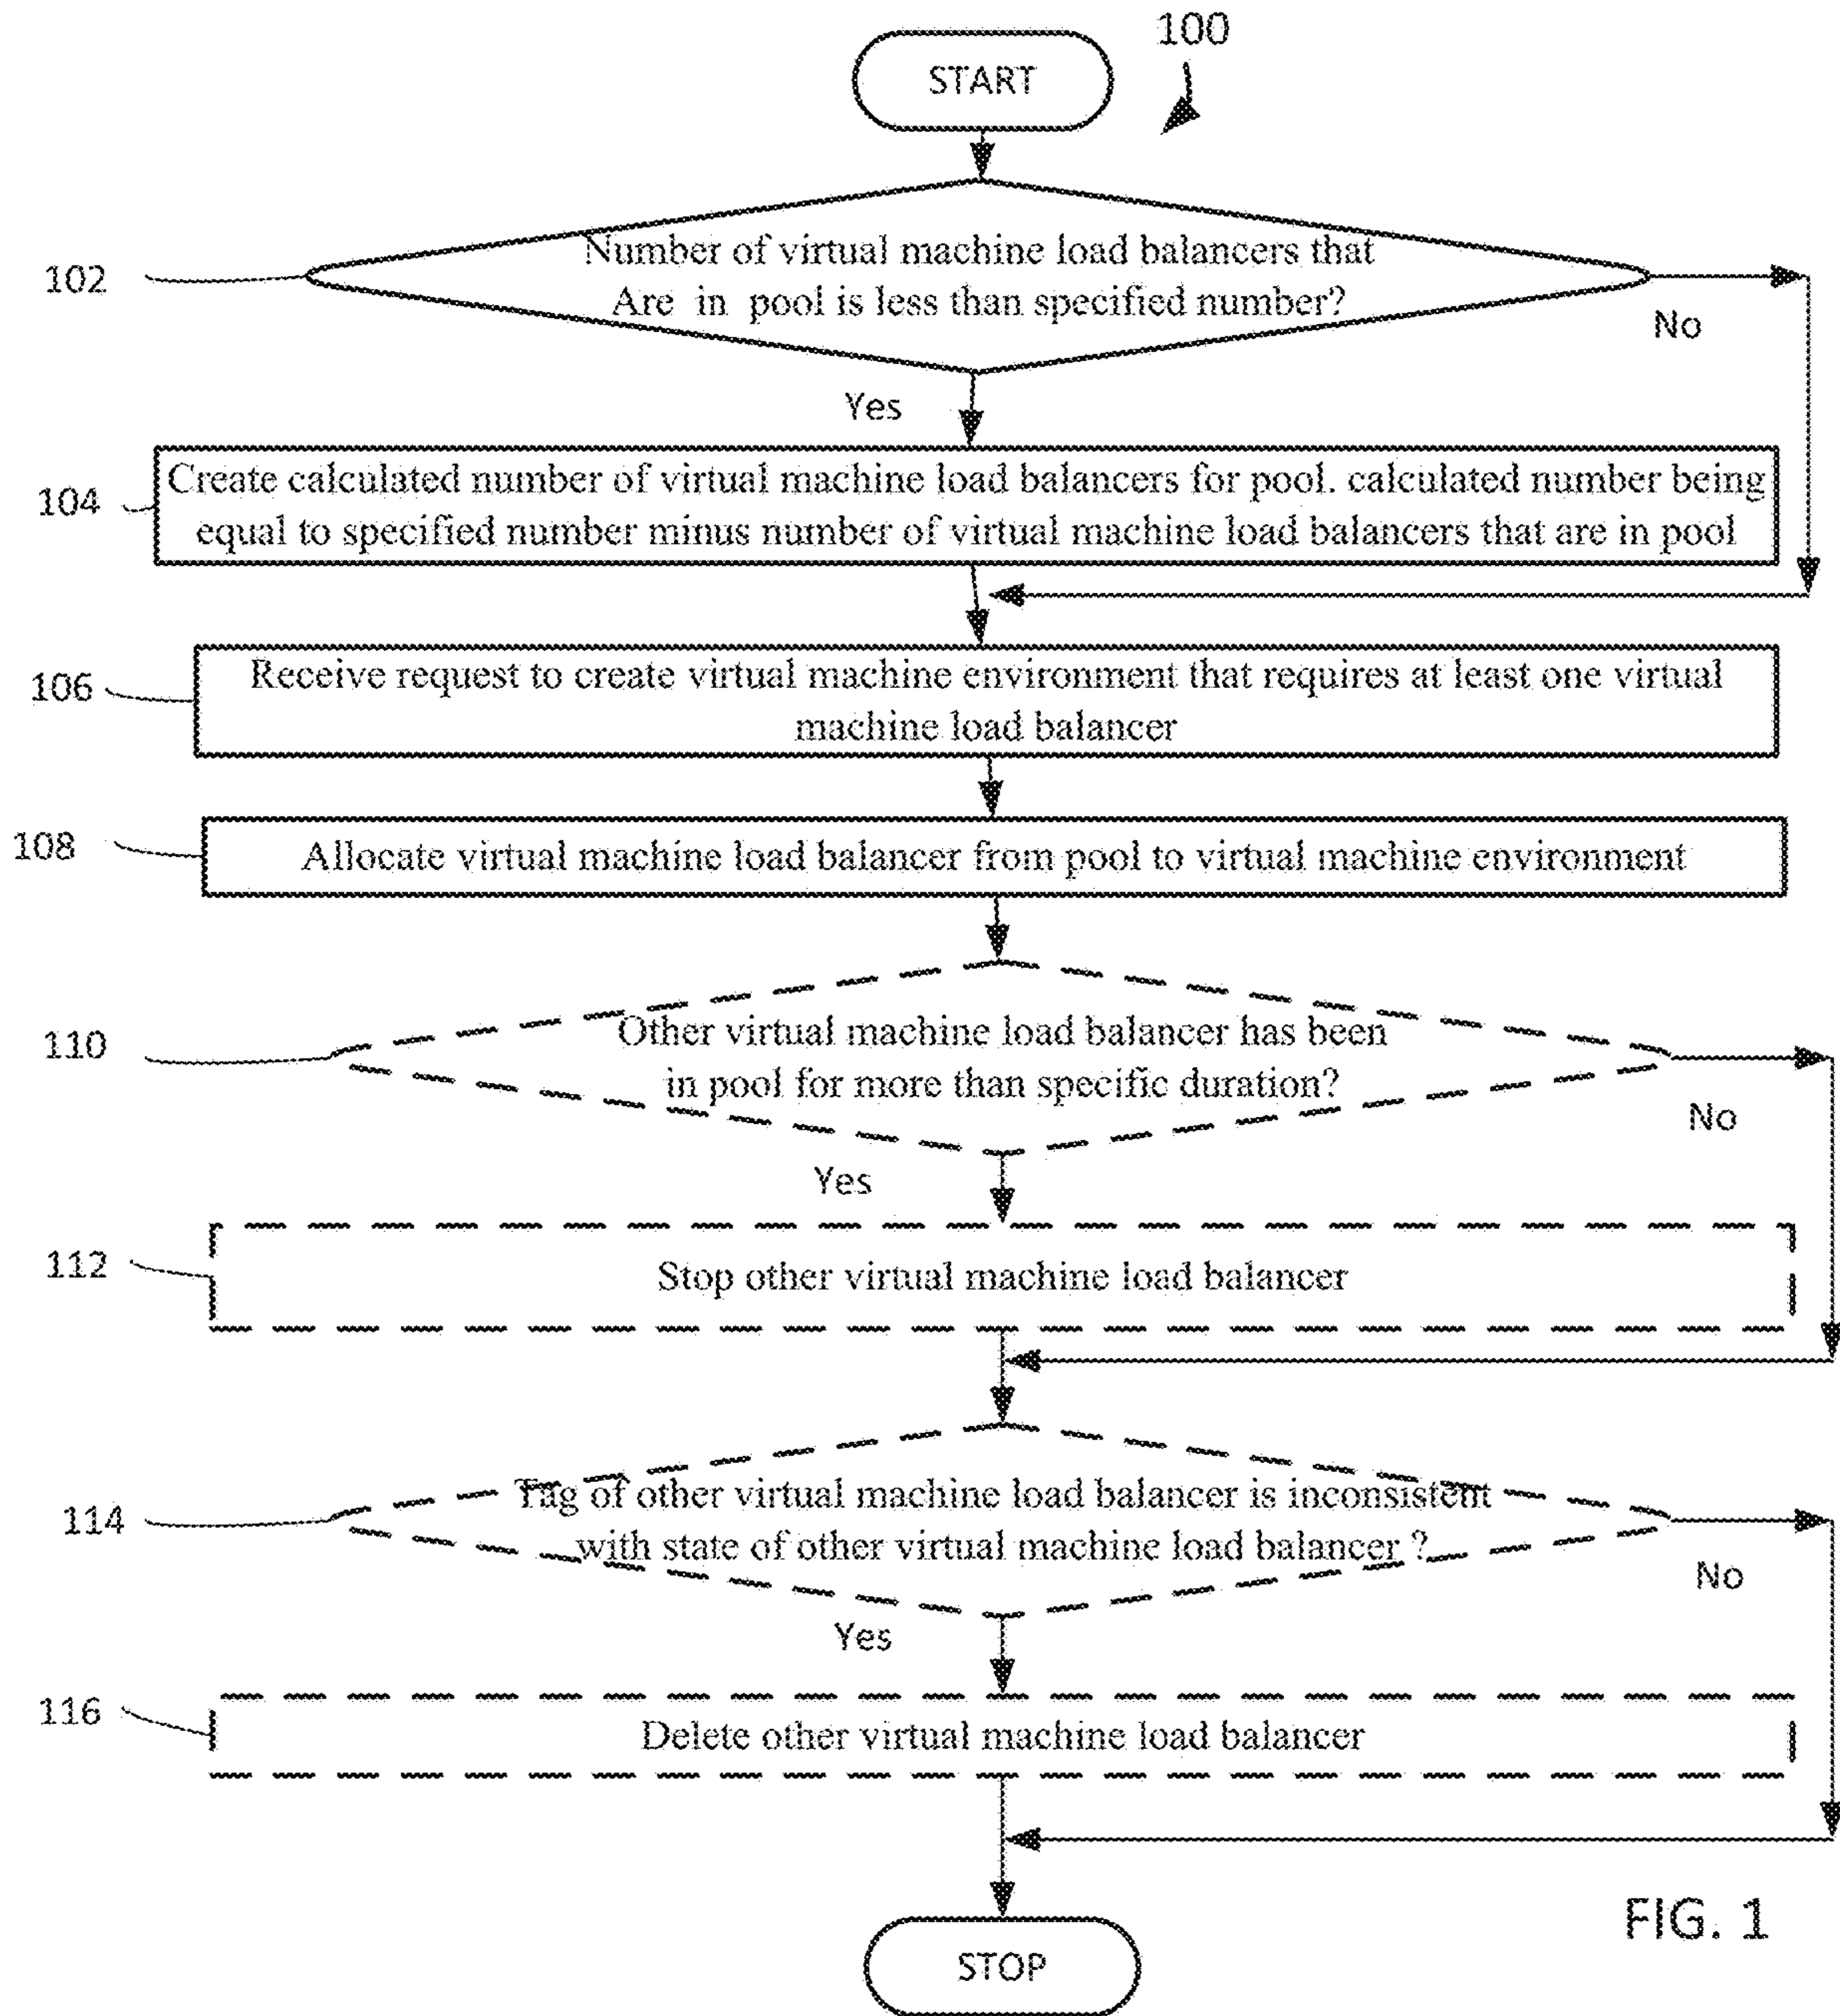 100
START
102
Number of virtual machine load balancers that
Are in pool is less than specified number?
No
Yes
104
Create calculated number of virtual machine load balancers for pool. calculated number being
equal to specified number minus number of virtual machine load balancers that are in pool
106
Receive request to create virtual machine environment that requires at least one virtual
machine load balancer
108
Allocate virtual machine load balancer from pool to virtual machine environment
110
Other virtual machine load balancer has been
in pool for more than specific duration?
No
Yes
112
Stop other virtual machine load balancer
114
Tag of other virtual machine load balancer is inconsistent
with state of other virtual machine load balancer ?
No
Yes
116
Delete other virtual machine load balancer
FIG. 1
STOP